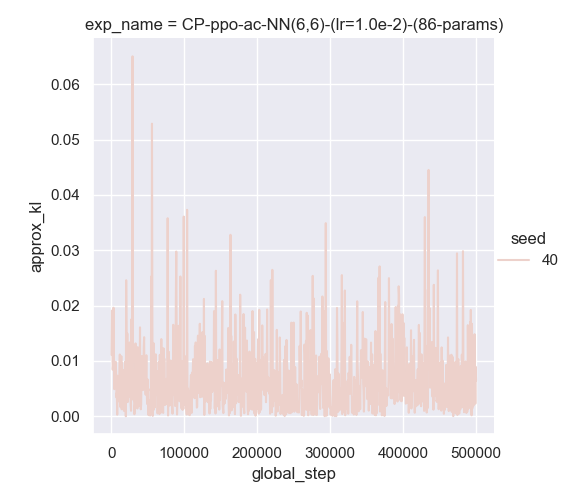 exp_name = CP-ppo-ac-NN(6,6)-(lr=1.0e-2)-(86-params)
0.06
0.05
0.04
0.03
0.02
0.01
0.00
approx_kl
0 100000 200000 300000 400000 500000
global_step
seed
40